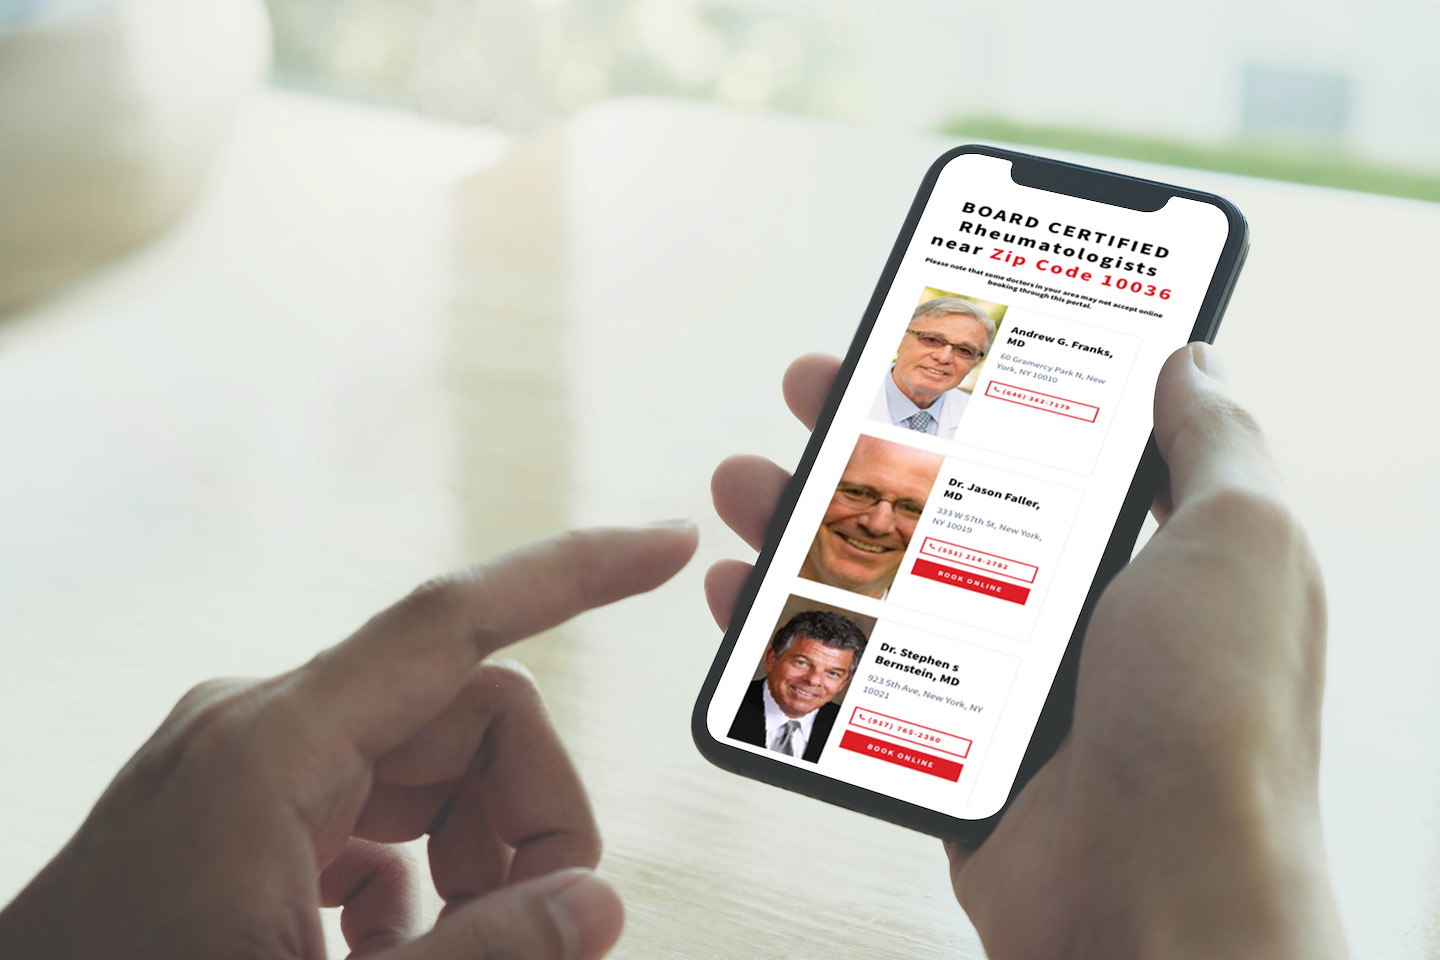 BOARD CERTIFIED
Rheumatologists
near Zip Code 10036
Please note that some doctors in your area may not accept online
booking through this portal.
Andrew G. Franks,
MD
60 Gramercy Park N, New
York, NY 10010
(646) 362-7179
Dr. Jason Faller,
MD
333 W 57th St, New York,
NY 10019
(551) 214-2782
BOOK ONLINE
Dr. Stephen s
Bernstein, MD
923 5th Ave, New York, NY
10021
(917) 765-2360
BOOK ONLINE